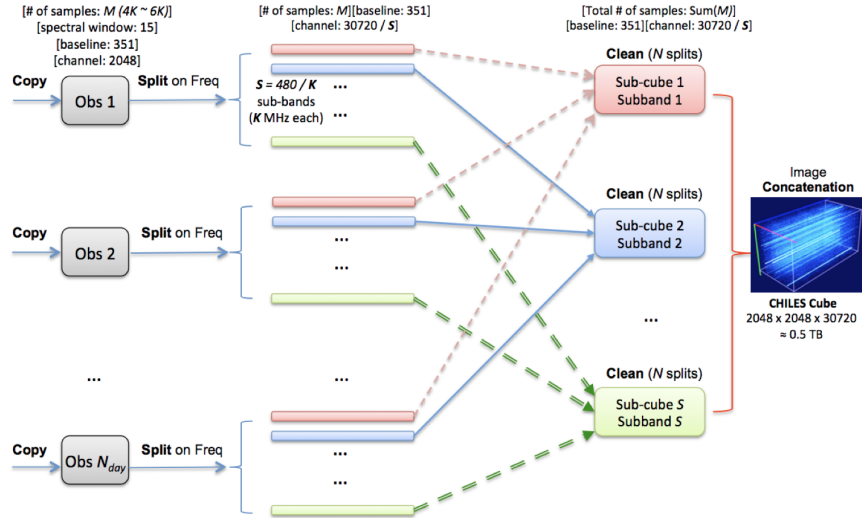 [# of samples: M (4K ~ 6K)]
[spectral window: 15]
[baseline: 351]
[channel: 2048]
[# of samples: M][baseline: 351]
[channel: 30720 / S]
[Total # of samples: Sum(M)]
[baseline: 351][channel: 30720 / S]
Copy
Obs 1
Split on Freq
S = 480 / K
sub-bands
(K MHz each)
...
...
Clean (N splits)
Sub-cube 1
Subband 1
Copy
Obs 2
Split on Freq
...
...
Clean (N splits)
Sub-cube 2
Subband 2
Image
Concatenation
CHILES Cube
2048 x 2048 x 30720
≈ 0.5 TB
...
...
...
Clean (N splits)
Sub-cube S
Subband S
Copy
Obs Nday
Split on Freq
...
...